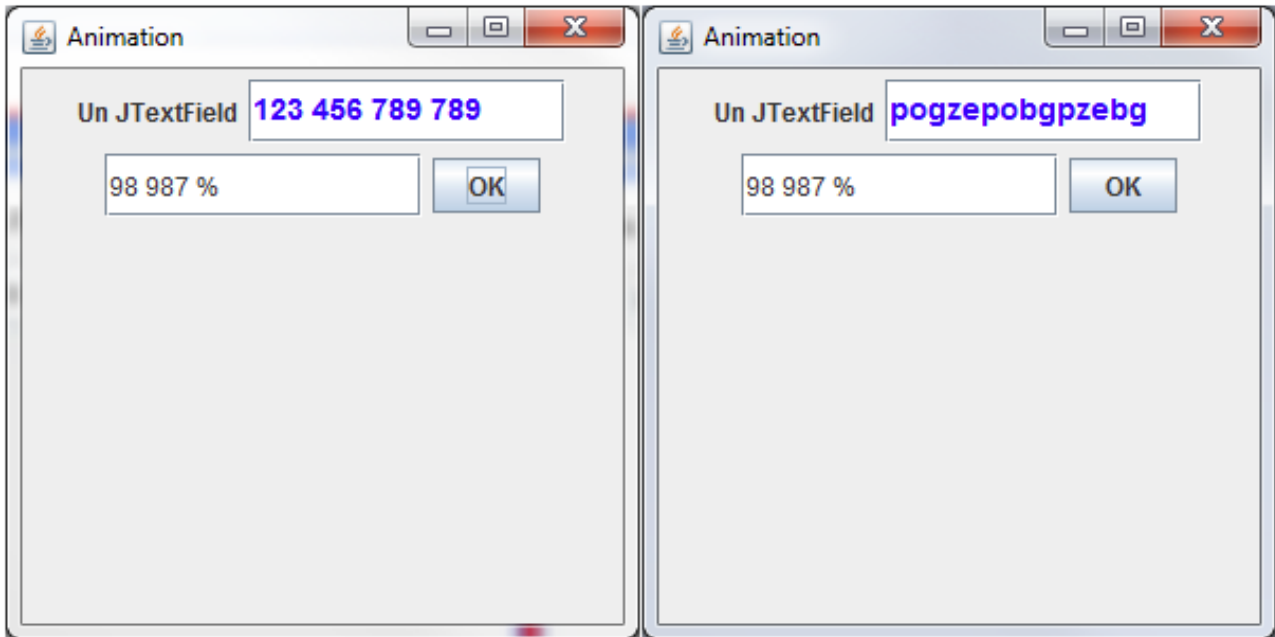 Animation
Un JTextField 123 456 789 789
98 987 % OK
Animation
Un JTextField pogzepobgpzebg
98 987 % OK